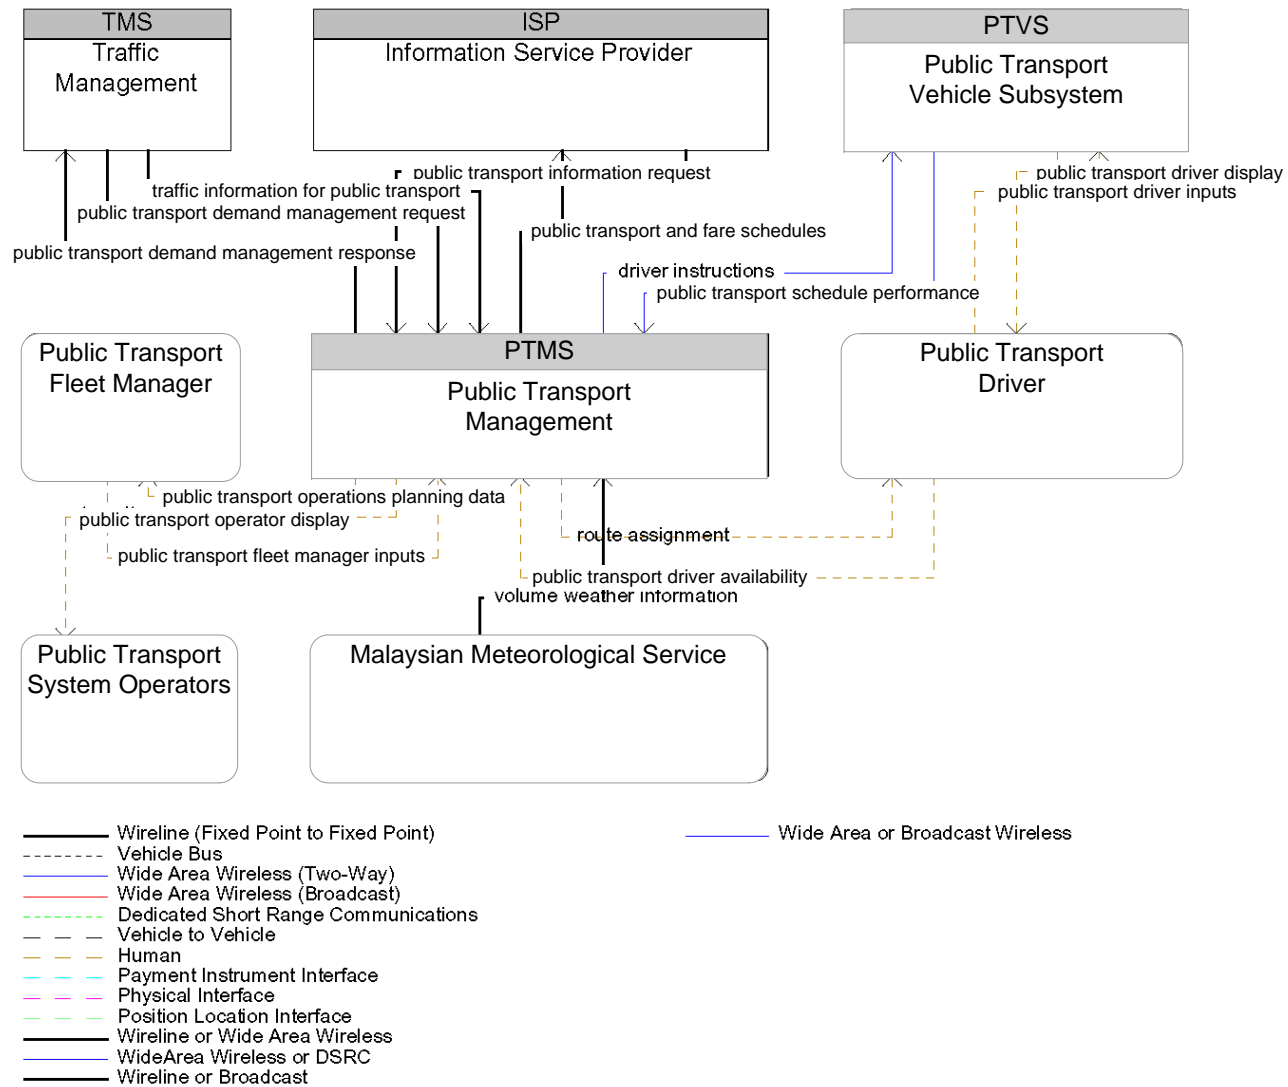 TMS
Traffic
Management
ISP
Information Service Provider
PTVS
Public Transport
Vehicle Subsystem
public transport information request
public transport driver display
traffic information for public transport
public transport driver inputs
public transport demand management request
public transport and fare schedules
public transport demand management response
driver instructions
public transport schedule performance
Public Transport
Fleet Manager
PTMS
Public Transport
Management
Public Transport
Driver
public transport operations planning data
public transport operator display
route assignment
public transport fleet manager inputs
public transport driver availability
volume weather information
Public Transport
System Operators
Malaysian Meteorological Service
Wireline (Fixed Point to Fixed Point)
Wide Area or Broadcast Wireless
Vehicle Bus
Wide Area Wireless (Two-Way)
Wide Area Wireless (Broadcast)
Dedicated Short Range Communications
Vehicle to Vehicle
Human
Payment Instrument Interface
Physical Interface
Position Location Interface
Wireline or Wide Area Wireless
WideArea Wireless or DSRC
Wireline or Broadcast